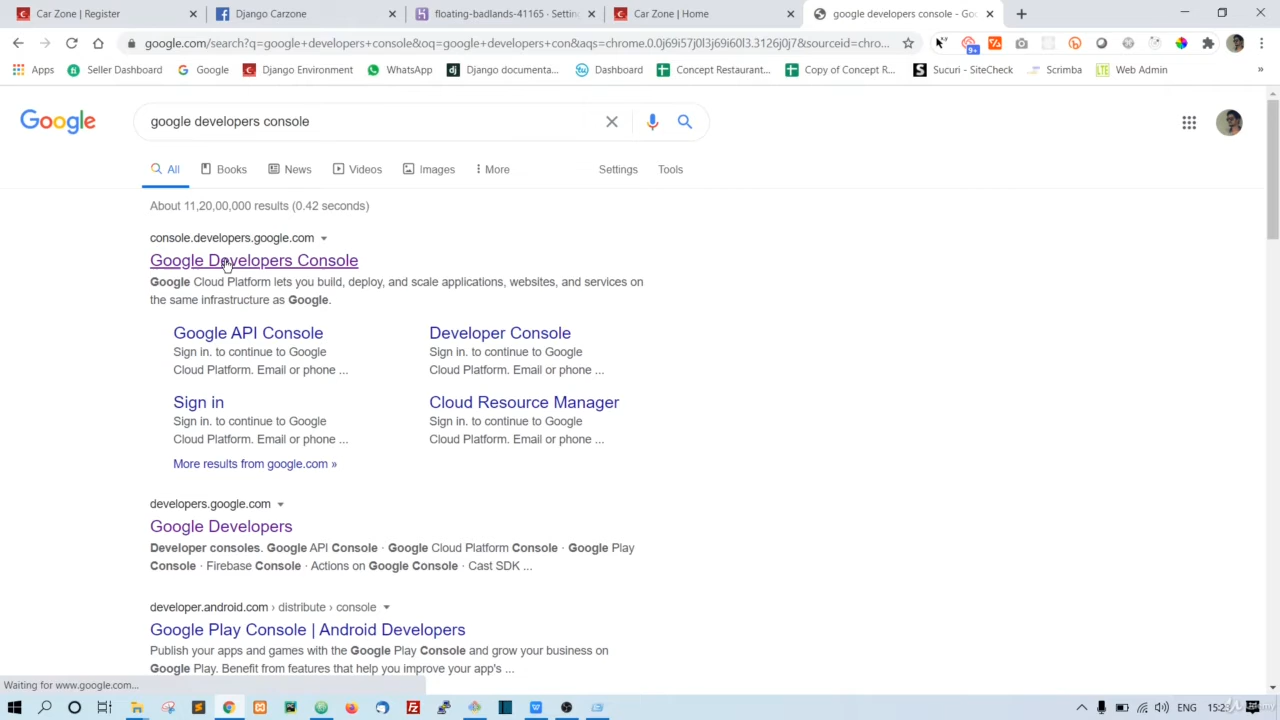 Car Zone | Register
Django Carzone
floating-badlands-41165 - Settin
Car Zone | Home
google developers console - Goo
google.com/search?q=google+developers+console&oq=google+developers+con&aqs=chrome.0.0j69i57j0l3j69i60l3.3126j0j7&sourceid=chro...
9+
Apps
Seller Dashboard
Google
Django Environment
WhatsApp
Django documenta...
Dashboard
Concept Restaurant...
Copy of Concept R...
Sucuri - SiteCheck
Scrimba
Web Admin
»
Google
google developers console
All
Books
News
Videos
Images
More
Settings
Tools
About 11,20,00,000 results (0.42 seconds)
console.developers.google.com
Google Developers Console
Google Cloud Platform lets you build, deploy, and scale applications, websites, and services on
the same infrastructure as Google.
Google API Console
Sign in. to continue to Google
Cloud Platform. Email or phone ...
Developer Console
Sign in. to continue to Google
Cloud Platform. Email or phone ...
Sign in
Sign in. to continue to Google
Cloud Platform. Email or phone ...
Cloud Resource Manager
Sign in. to continue to Google
Cloud Platform. Email or phone ...
More results from google.com »
developers.google.com
Google Developers
Developer consoles. Google API Console · Google Cloud Platform Console · Google Play
Console · Firebase Console · Actions on Google Console · Cast SDK ...
developer.android.com › distribute › console
Google Play Console | Android Developers
Publish your apps and games with the Google Play Console and grow your business on
Google Play. Benefit from features that help you improve your app's ...
Waiting for www.google.com...
ENG
15:23
Udemy